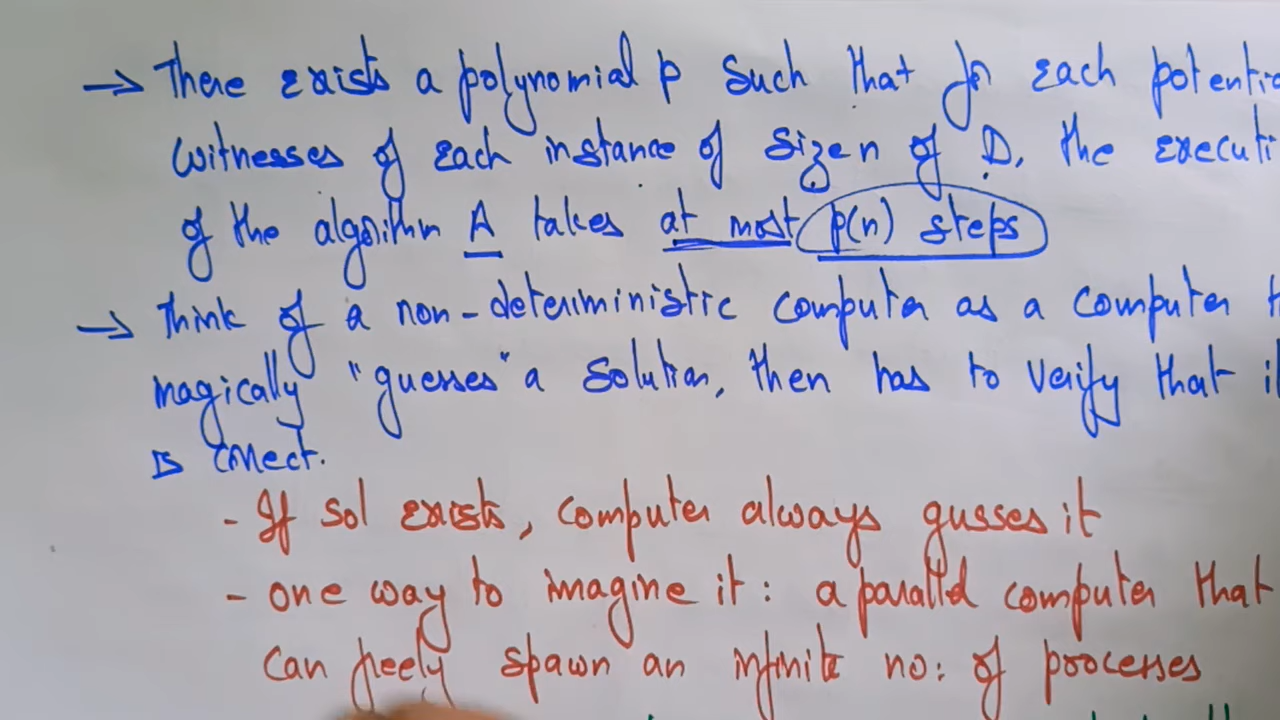 → There exists a polynomial p such that for each potentia
witnesses of each instance of size n of D, the executi
of the algorithm A takes at most p(n) steps
→ Think of a non-deterministic computer as a computer t
magically "guesses" a solution, then has to verify that it
is correct.
- If sol exists, computer always gusses it
- one way to imagine it: a parallel computer that
can freely spawn an infinite no: of processes